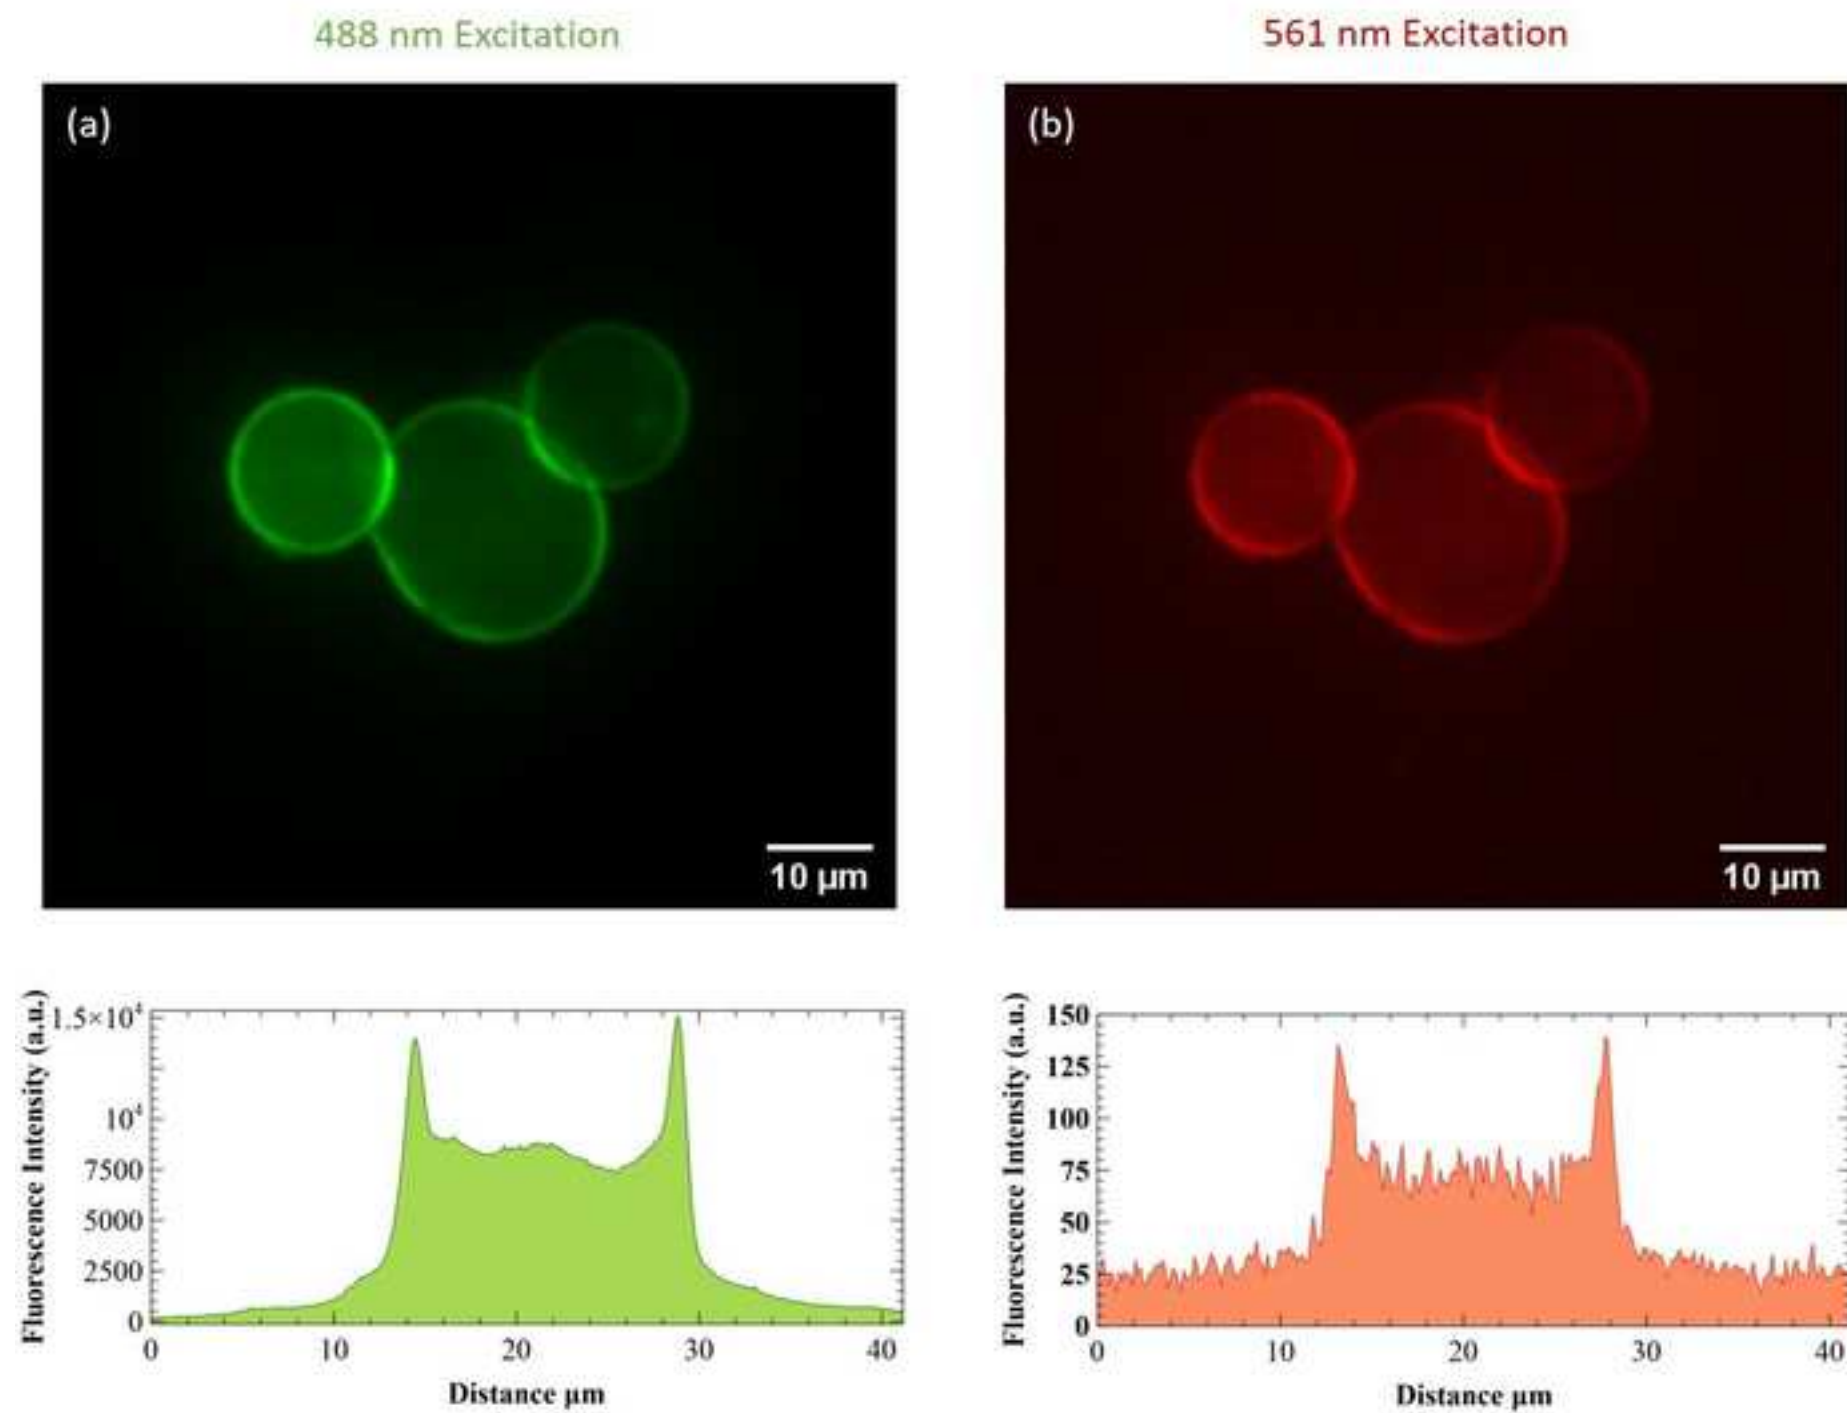 488 nm Excitation
561 nm Excitation
(a)
(b)
10 µm
10 µm
Fluorescence Intensity (a.u.)
1.5×10⁴
10⁴
7500
5000
2500
0
0 10 20 30 40
Distance µm
Fluorescence Intensity (a.u.)
150
125
100
75
50
25
0
0 10 20 30 40
Distance µm